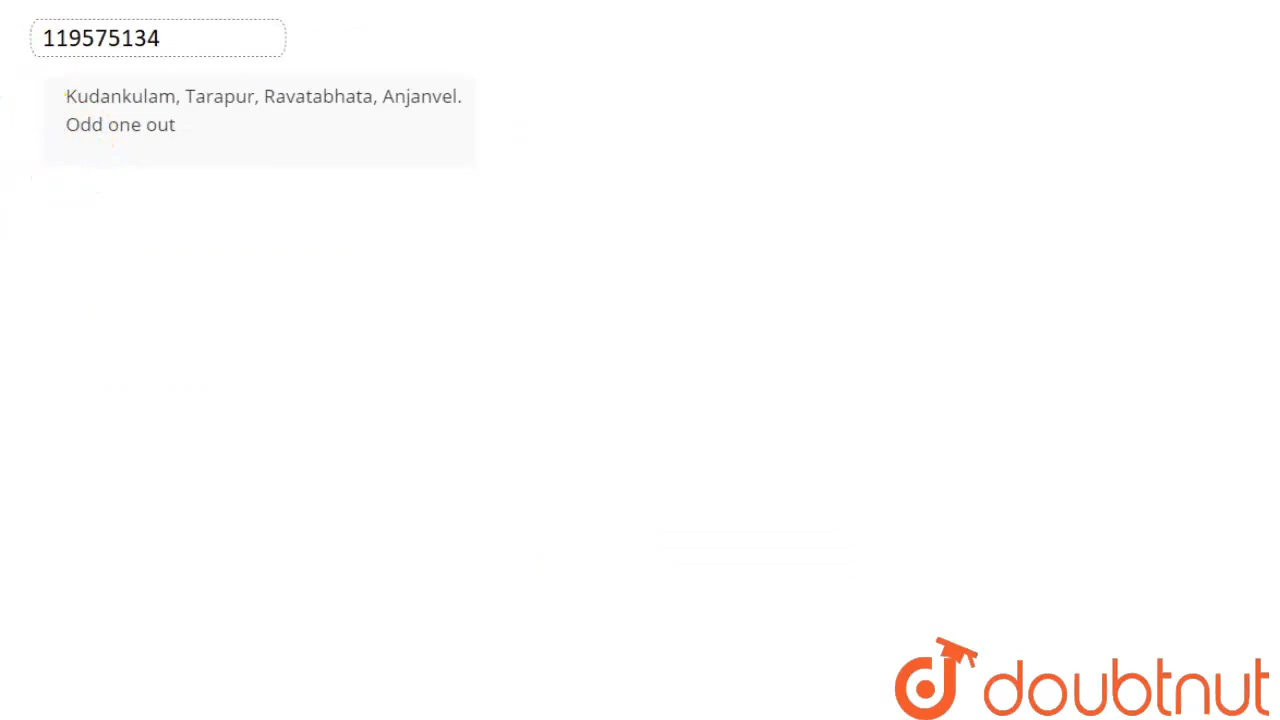 119575134
Kudankulam, Tarapur, Ravatabhata, Anjanvel.
Odd one out
doubtnut